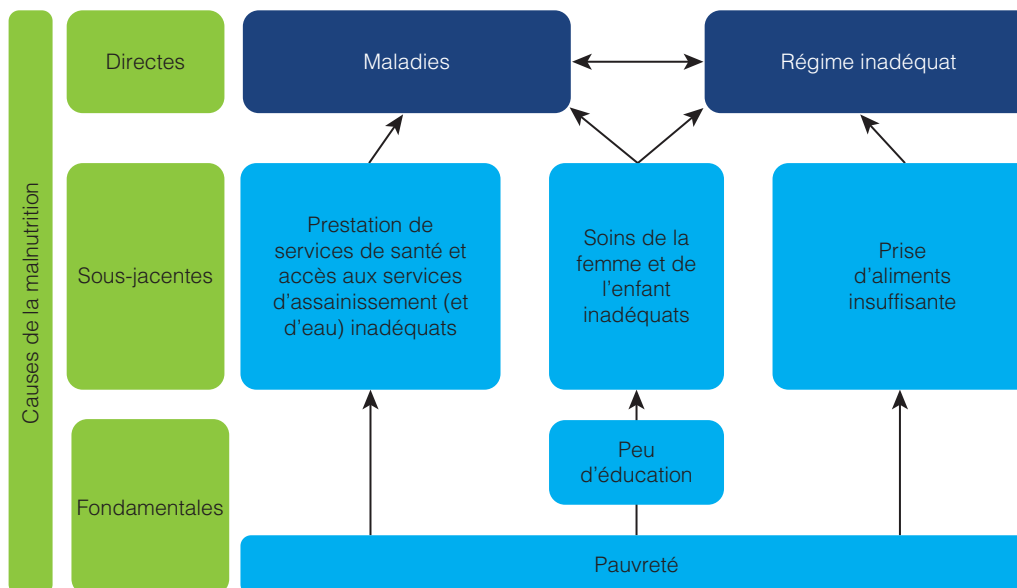 Causes de la malnutrition
Directes
Maladies
Régime inadéquat
Sous-jacentes
Prestation de
services de santé et
accès aux services
d'assainissement (et
d'eau) inadéquats
Soins de la
femme et de
l'enfant
inadéquats
Prise
d'aliments
insuffisante
Fondamentales
Peu
d'éducation
Pauvreté